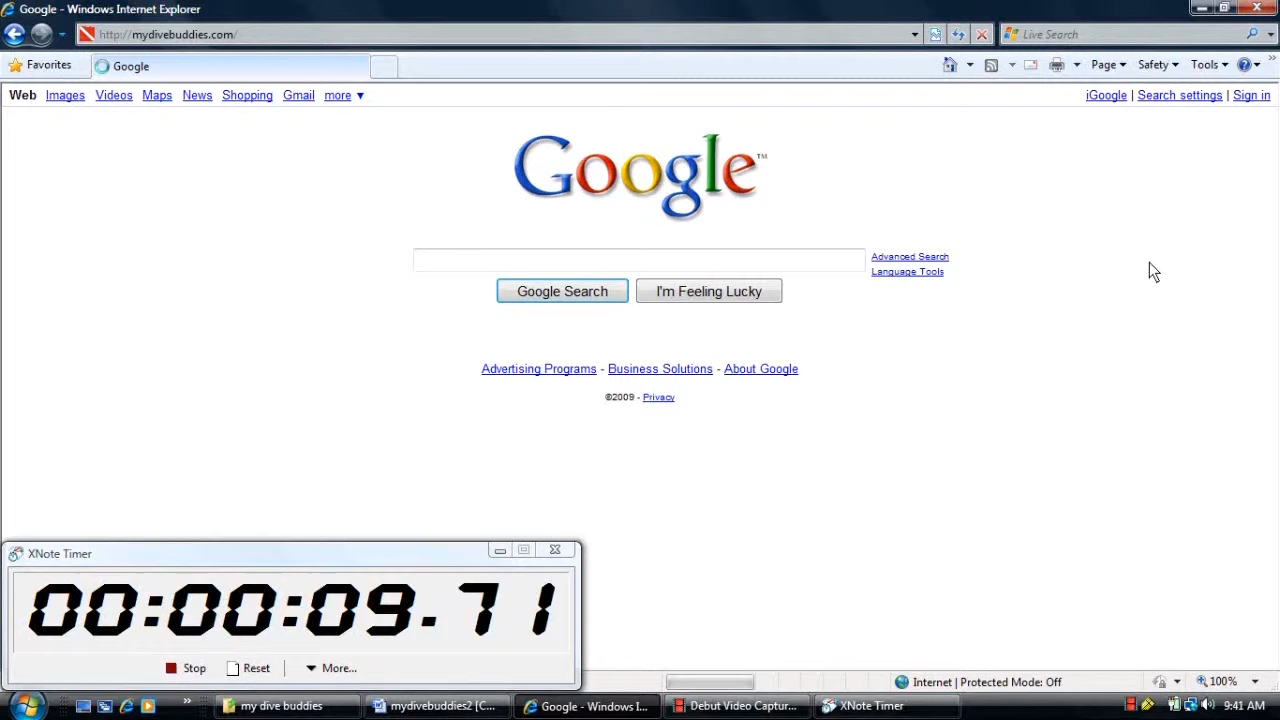 Google - Windows Internet Explorer
http://mydivebuddies.com/
Live Search
Favorites
Google
Page
Safety
Tools
Web Images Videos Maps News Shopping Gmail more ▼
iGoogle | Search settings | Sign in
Google™
Advanced Search
Language Tools
Google Search
I'm Feeling Lucky
Advertising Programs - Business Solutions - About Google
©2009 - Privacy
XNote Timer
00:00:09.71
Stop
Reset
More...
Internet | Protected Mode: Off
100%
my dive buddies
mydivebuddies2 [C...
Google - Windows I...
Debut Video Captur...
XNote Timer
9:41 AM